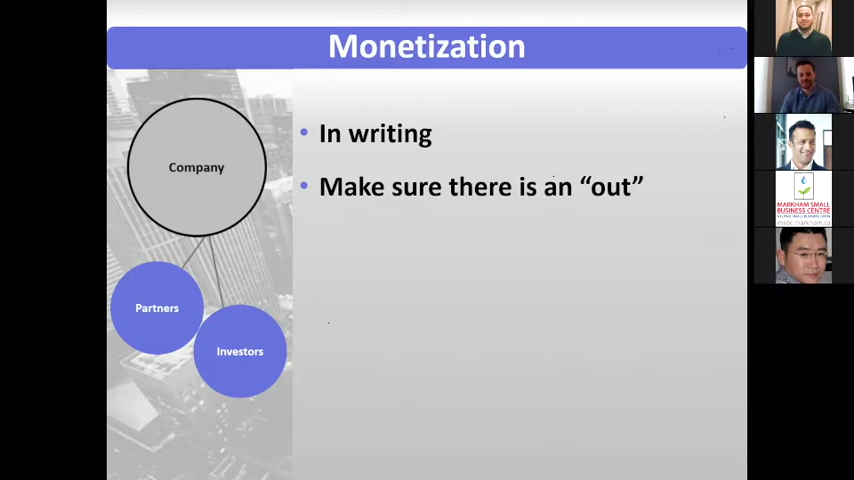 Monetization
Company
• In writing
• Make sure there is an “out”
Partners
Investors
MARKHAM SMALL
BUSINESS CENTRE